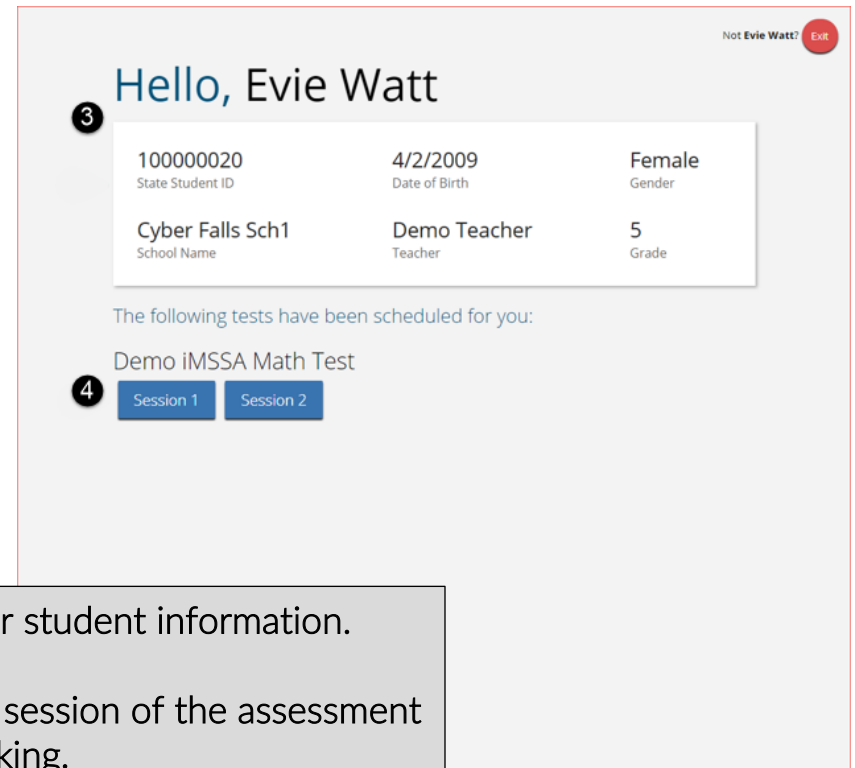 Not Evie Watt? Exit
Hello, Evie Watt
3
100000020 4/2/2009 Female
State Student ID Date of Birth Gender
Cyber Falls Sch1 Demo Teacher 5
School Name Teacher Grade
The following tests have been scheduled for you:
Demo iMSSA Math Test
4
Session 1 Session 2
r student information.
session of the assessment
king.